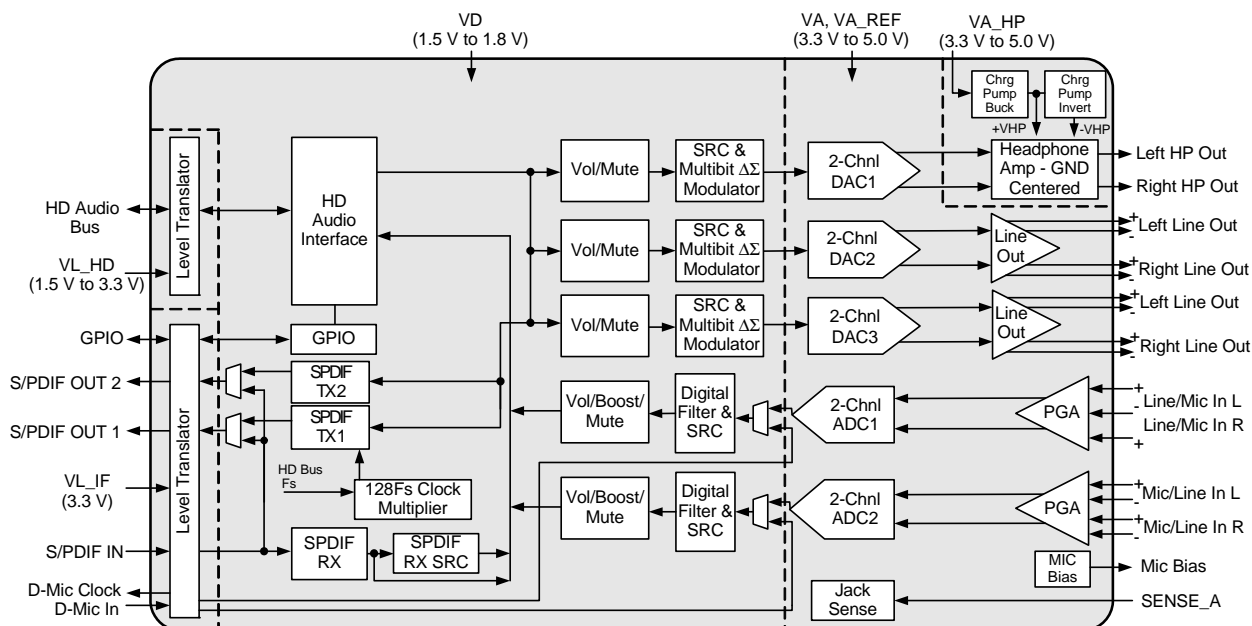 VD
(1.5 V to 1.8 V)
VA, VA_REF
(3.3 V to 5.0 V)
VA_HP
(3.3 V to 5.0 V)
Chrg
Pump
Buck
Chrg
Pump
Invert
+VHP
-VHP
HD Audio
Bus
VL_HD
(1.5 V to 3.3 V)
Level Translator
HD
Audio
Interface
GPIO
GPIO
Vol/Mute
SRC &
Multibit ΔΣ
Modulator
2-Chnl
DAC1
Headphone
Amp - GND
Centered
Left HP Out
Right HP Out
Vol/Mute
SRC &
Multibit ΔΣ
Modulator
2-Chnl
DAC2
Line
Out
+
Left Line Out
-
+
Right Line Out
-
Vol/Mute
SRC &
Multibit ΔΣ
Modulator
2-Chnl
DAC3
Line
Out
+
Left Line Out
-
+
Right Line Out
-
S/PDIF OUT 2
S/PDIF OUT 1
VL_IF
(3.3 V)
S/PDIF IN
D-Mic Clock
D-Mic In
Level Translator
SPDIF
TX2
SPDIF
TX1
HD Bus
Fs
128Fs Clock
Multiplier
SPDIF
RX
SPDIF
RX SRC
Vol/Boost/
Mute
Digital
Filter &
SRC
2-Chnl
ADC1
PGA
+
Line/Mic In L
-
Line/Mic In R
+
Vol/Boost/
Mute
Digital
Filter &
SRC
2-Chnl
ADC2
PGA
+
Mic/Line In L
-
+
Mic/Line In R
-
MIC
Bias
Mic Bias
Jack
Sense
SENSE_A